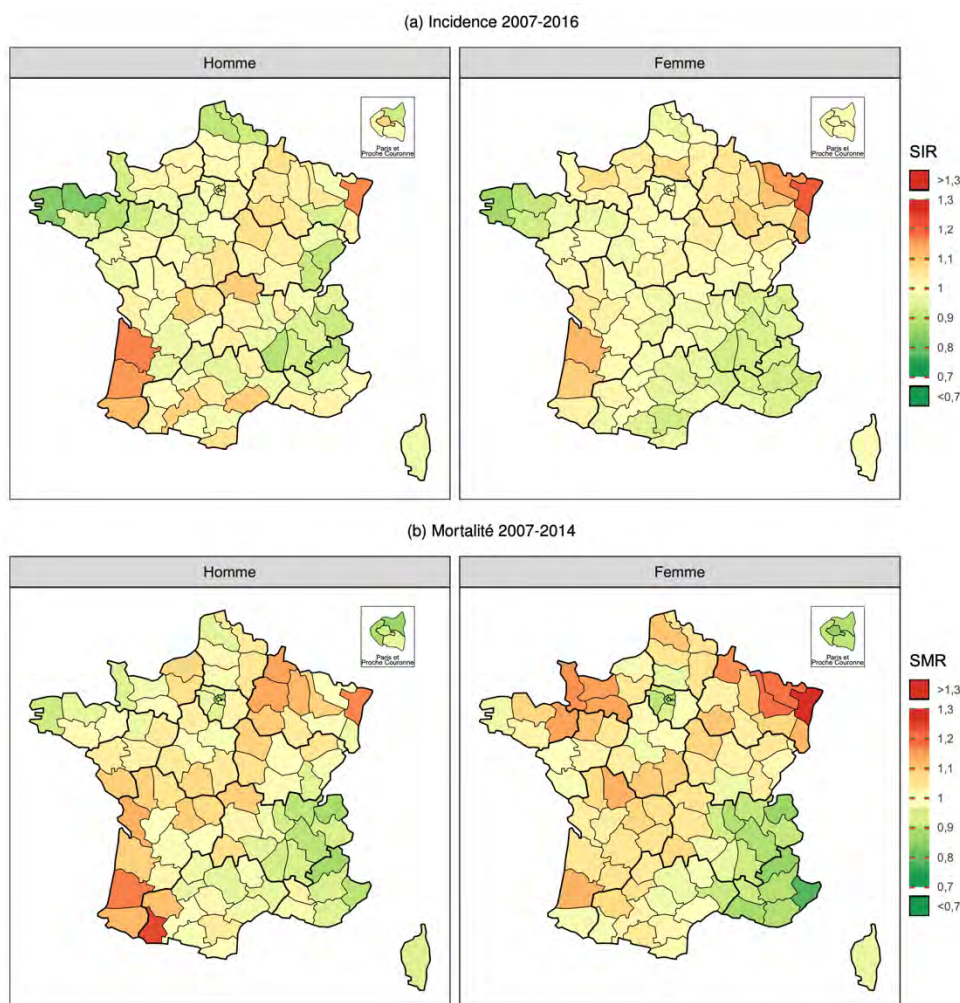 (a) Incidence 2007-2016
Homme
Femme
Paris et
Proche Couronne
Paris et
Proche Couronne
SIR
>1,3
1,3
1,2
1,1
1
0,9
0,8
0,7
<0,7
(b) Mortalité 2007-2014
Homme
Femme
Paris et
Proche Couronne
Paris et
Proche Couronne
SMR
>1,3
1,3
1,2
1,1
1
0,9
0,8
0,7
<0,7